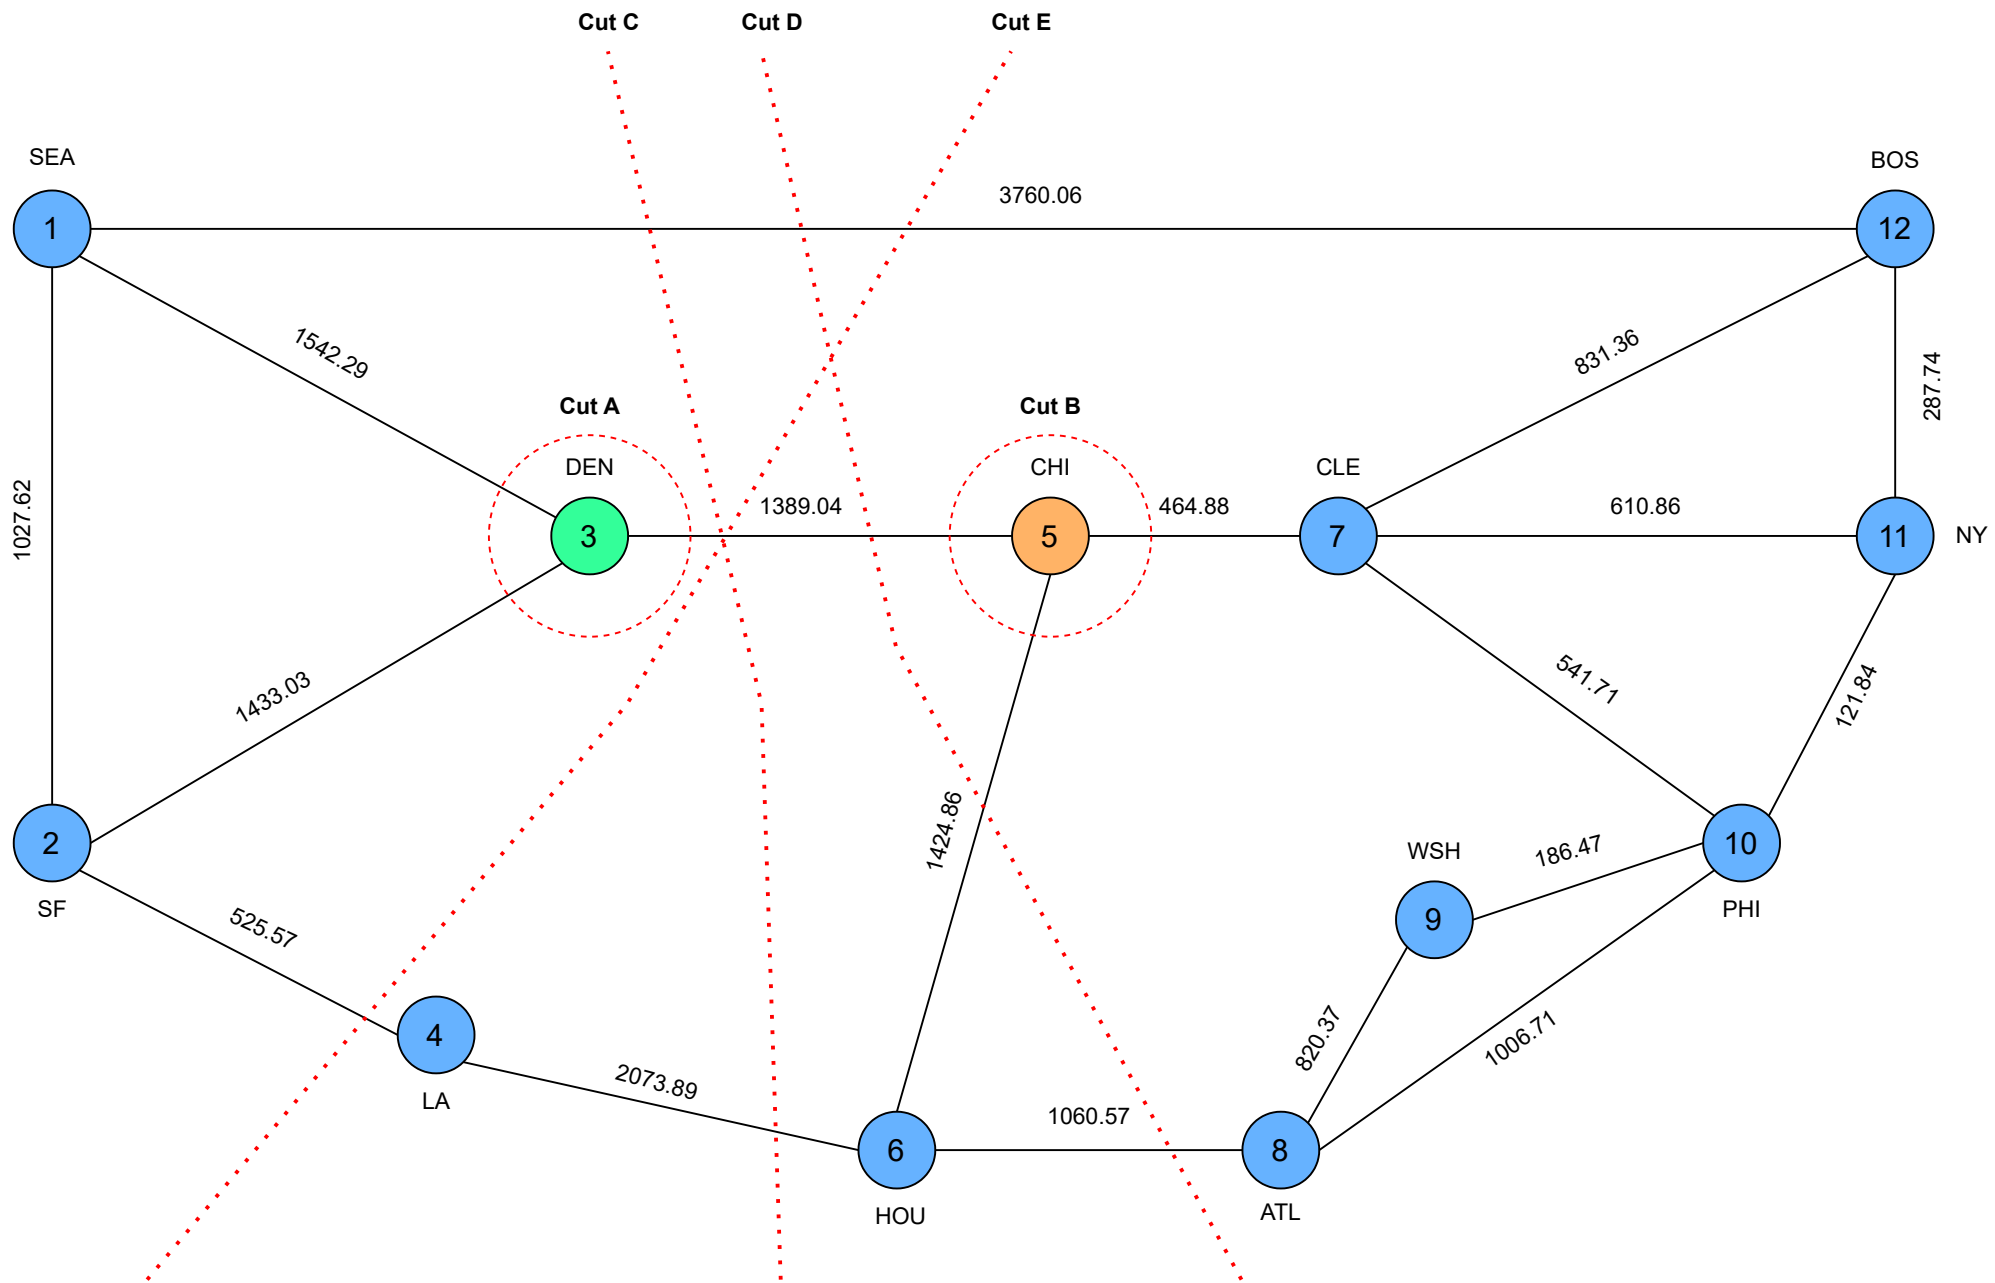 Cut C
Cut D
Cut E
SEA
BOS
3760.06
1
12
1542.29
831.36
287.74
Cut A
Cut B
DEN
CHI
CLE
1027.62
1389.04
464.88
610.86
3
5
7
11
NY
1433.03
541.71
121.84
1424.86
2
WSH
186.47
10
SF
525.57
9
PHI
4
820.37
1006.71
LA
2073.89
1060.57
6
8
HOU
ATL